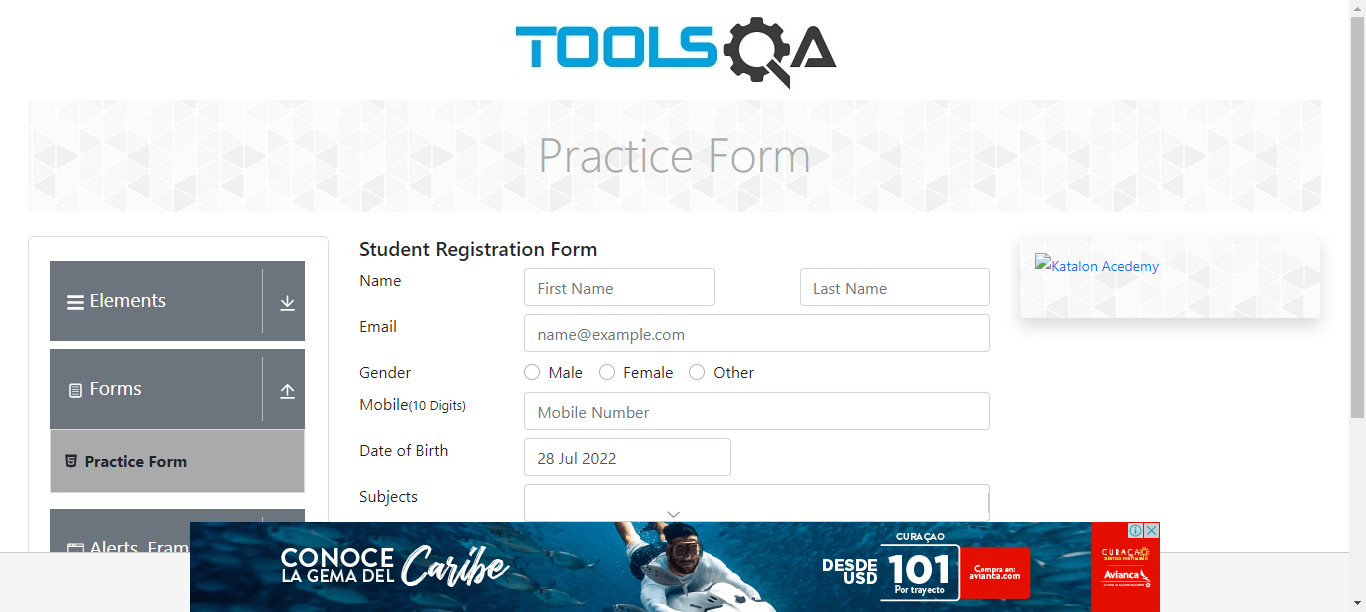 TOOLSQA
Practice Form
Elements
Forms
Practice Form
Alerts, Fram
Student Registration Form
Name
First Name
Last Name
Email
name@example.com
Gender
Male
Female
Other
Mobile(10 Digits)
Mobile Number
Date of Birth
28 Jul 2022
Subjects
Katalon Acedemy
CONOCE
LA GEMA DEL Caribe
CURAÇAO
DESDE
USD
101
Por trayecto
Compra en:
avianca.com
CURAÇAO
Avianca